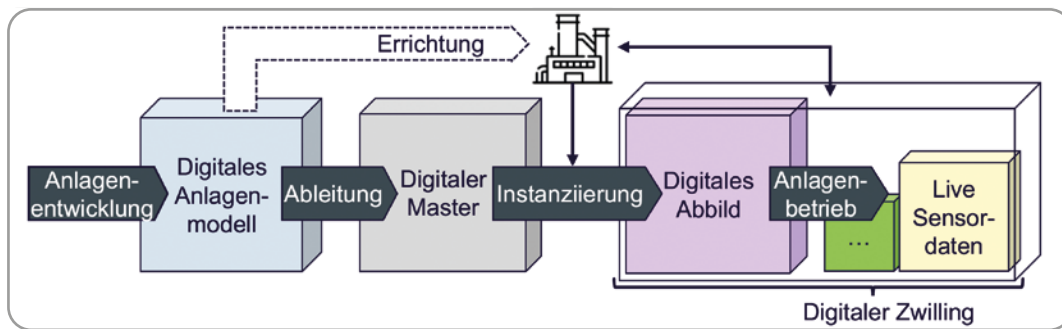 Errichtung
Anlagen-
entwicklung
Digitales
Anlagen-
modell
Ableitung
Digitaler
Master
Instanziierung
Digitales
Abbild
Anlagen-
betrieb
...
Live
Sensor-
daten
Digitaler Zwilling